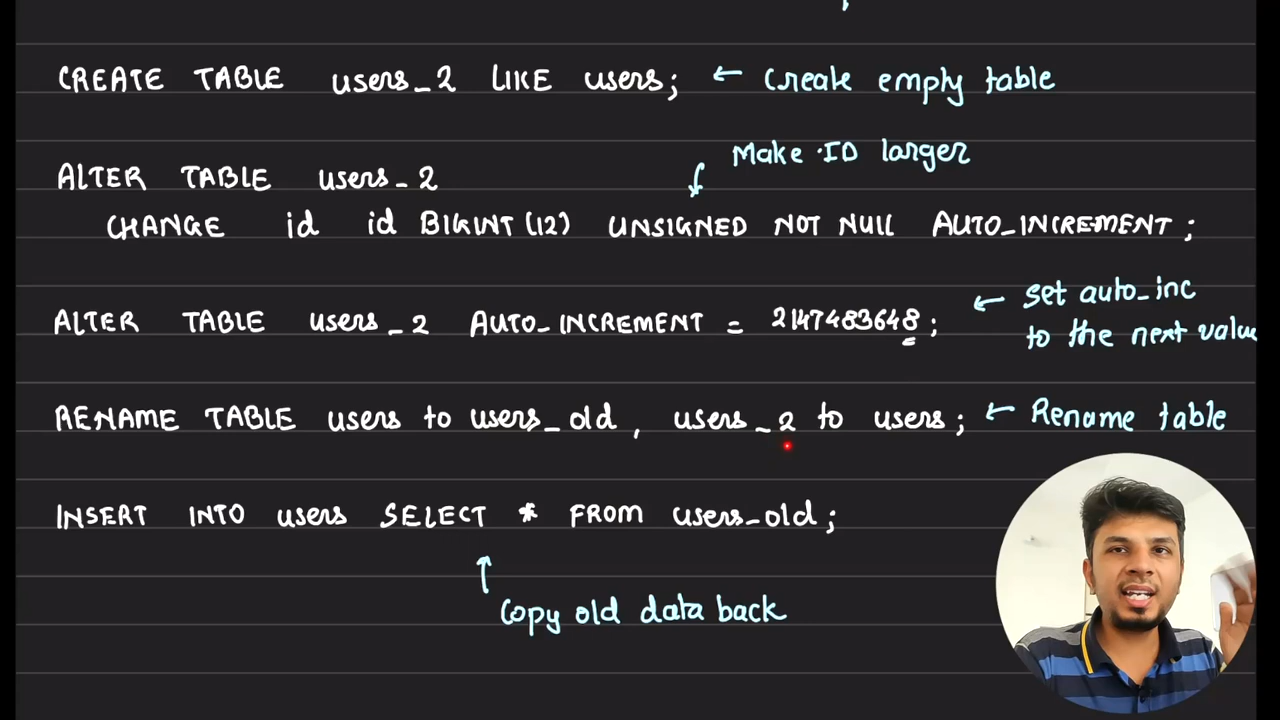 CREATE TABLE users_2 LIKE users; ← Create empty table
Make ID larger
ALTER TABLE users_2
CHANGE id id BIGINT (12) UNSIGNED NOT NULL AUTO_INCREMENT;
ALTER TABLE users_2 AUTO_INCREMENT = 2147483648; ← set auto_inc
to the next value
RENAME TABLE users to users_old, users_2 to users; ← Rename table
INSERT INTO users SELECT * FROM users_old;
Copy old data back